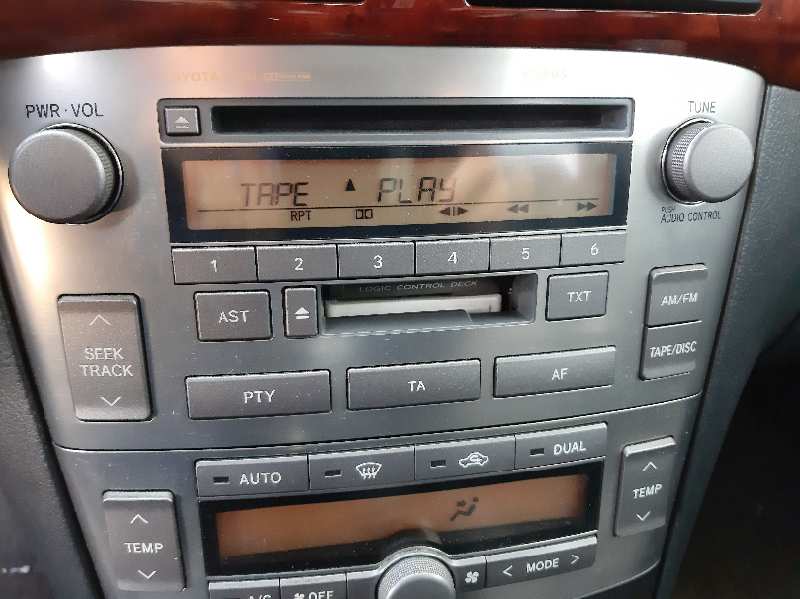 TOYOTA
PWR·VOL
TUNE
TAPE PLAY
RPT
PUSH
AUDIO CONTROL
1 2 3 4 5 6
LOGIC CONTROL DECK
AST
TXT
AM/FM
SEEK
TRACK
TAPE/DISC
PTY
TA
AF
AUTO
DUAL
TEMP
TEMP
A/C
OFF
< MODE >